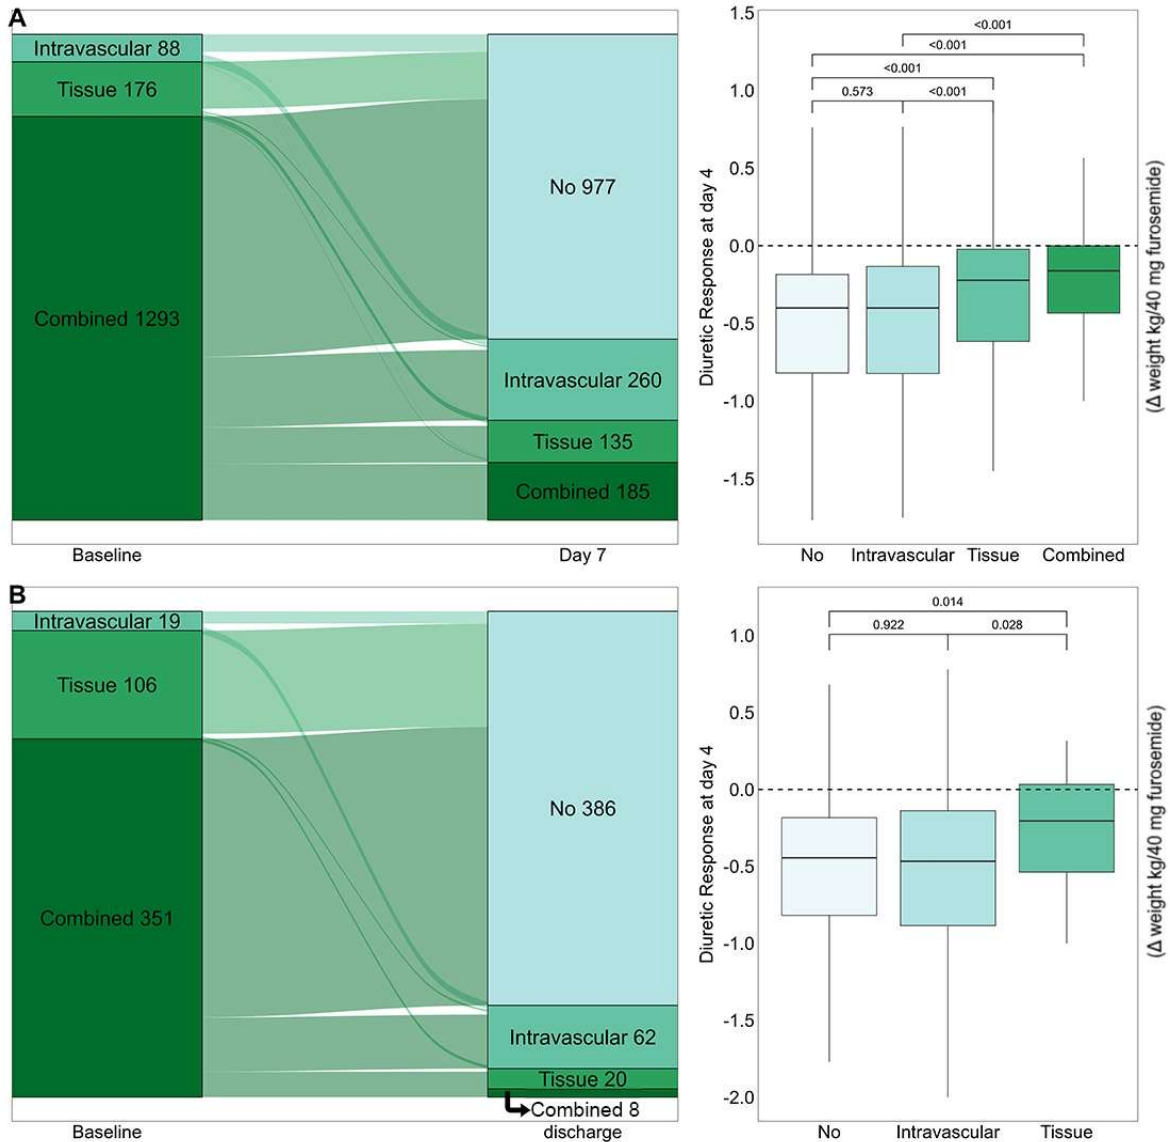 A
Intravascular 88
Tissue 176
Combined 1293
No 977
Intravascular 260
Tissue 135
Combined 185
Baseline
Day 7
1.5
1.0
0.5
0.0
-0.5
-1.0
-1.5
Diuretic Response at day 4
(Δ weight kg/40 mg furosemide)
<0.001
<0.001
<0.001
0.573
<0.001
No
Intravascular
Tissue
Combined
B
Intravascular 19
Tissue 106
Combined 351
No 386
Intravascular 62
Tissue 20
Combined 8
Baseline
discharge
1.0
0.5
0.0
-0.5
-1.0
-1.5
-2.0
Diuretic Response at day 4
(Δ weight kg/40 mg furosemide)
0.014
0.922
0.028
No
Intravascular
Tissue